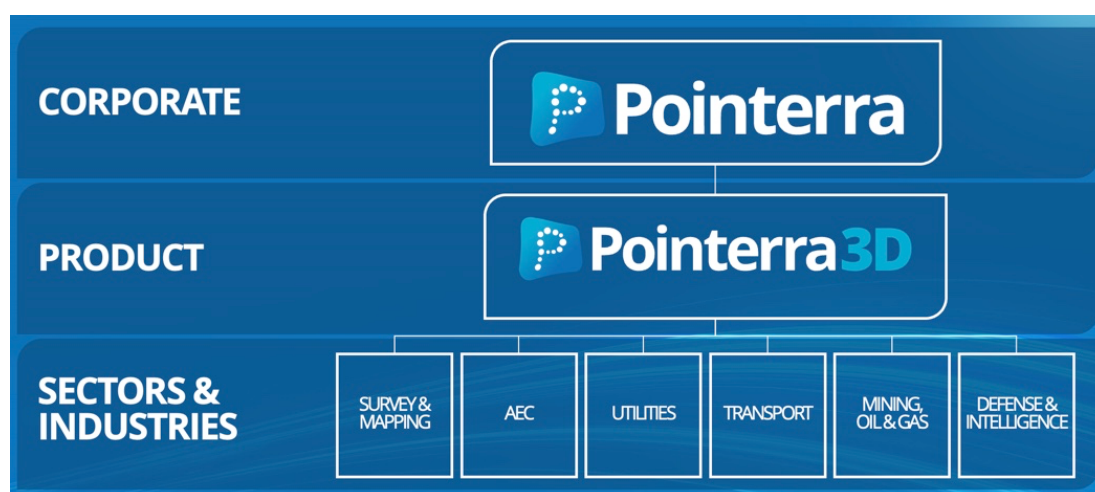 CORPORATE
Pointerra
PRODUCT
Pointerra3D
SECTORS &
INDUSTRIES
SURVEY &
MAPPING
AEC
UTILITIES
TRANSPORT
MINING,
OIL & GAS
DEFENSE &
INTELLIGENCE